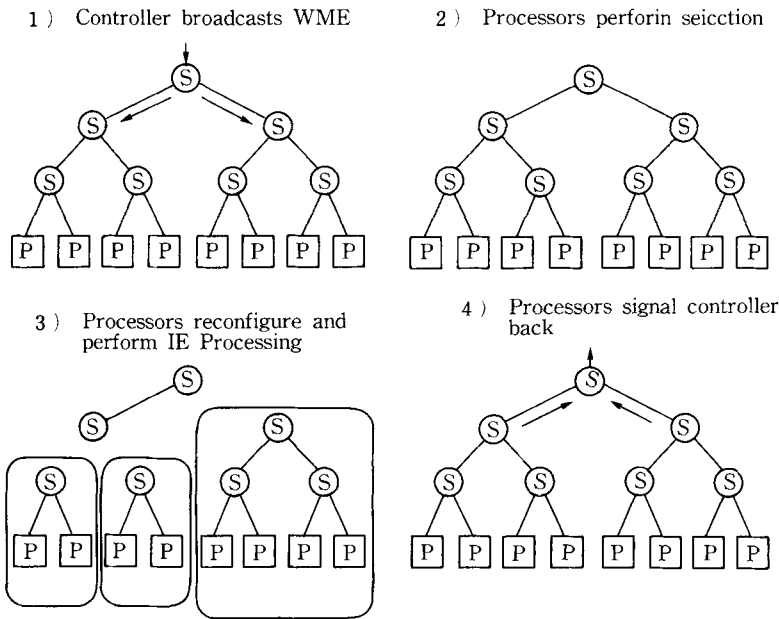 1 ) Controller broadcasts WME
2 ) Processors perforin seicction
S
S S
S S S S
P P P P P P P P
S
S S
S S S S
P P P P P P P P
3 ) Processors reconfigure and
perform IE Processing
4 ) Processors signal controller
back
S
S S
S S S S
P P P P P P P P
S
S S
S S S S
P P P P P P P P